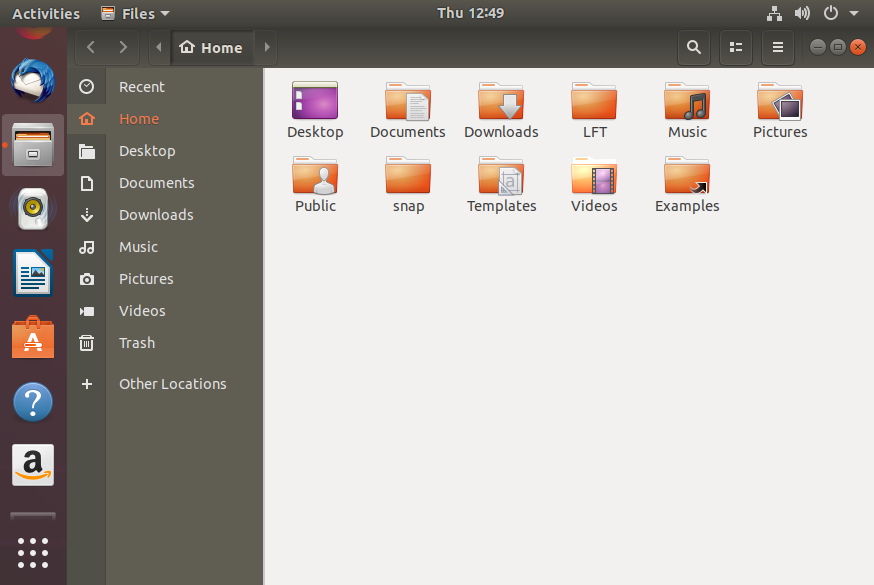 Activities Files Thu 12:49
Home
Recent
Home
Desktop
Documents
Downloads
Music
Pictures
Videos
Trash
Other Locations
Desktop Documents Downloads LFT Music Pictures
Public snap Templates Videos Examples
A
?
a